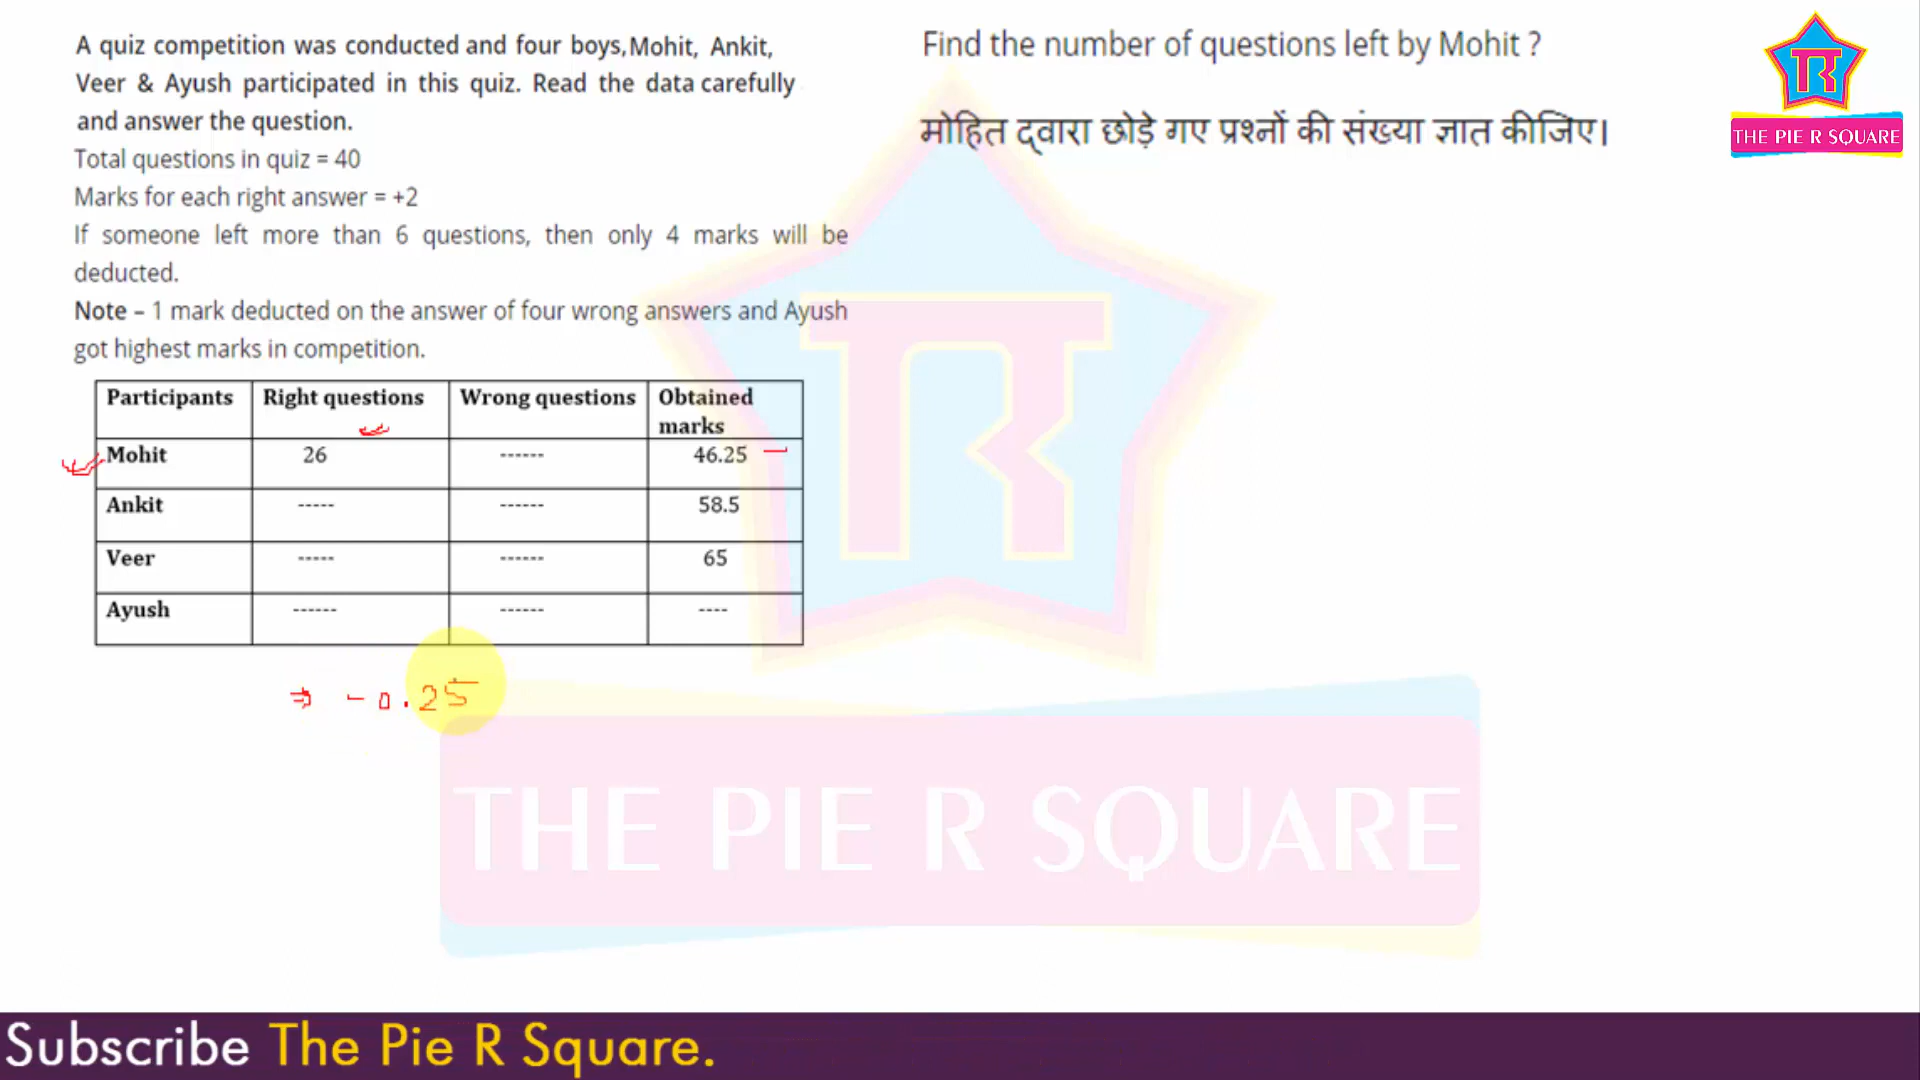 A quiz competition was conducted and four boys, Mohit, Ankit,
Veer & Ayush participated in this quiz. Read the data carefully
and answer the question.
Total questions in quiz = 40
Marks for each right answer = +2
If someone left more than 6 questions, then only 4 marks will be
deducted.
Note – 1 mark deducted on the answer of four wrong answers and Ayush
got highest marks in competition.
Participants Right questions Wrong questions Obtained marks
Mohit 26 ------ 46.25
Ankit ----- ------ 58.5
Veer ----- ------ 65
Ayush ------ ------ ----
⇒ -0.25
Find the number of questions left by Mohit ?
मोहित द्वारा छोड़े गए प्रश्नों की संख्या ज्ञात कीजिए।
THE PIE R SQUARE
THE PIE R SQUARE
Subscribe The Pie R Square.